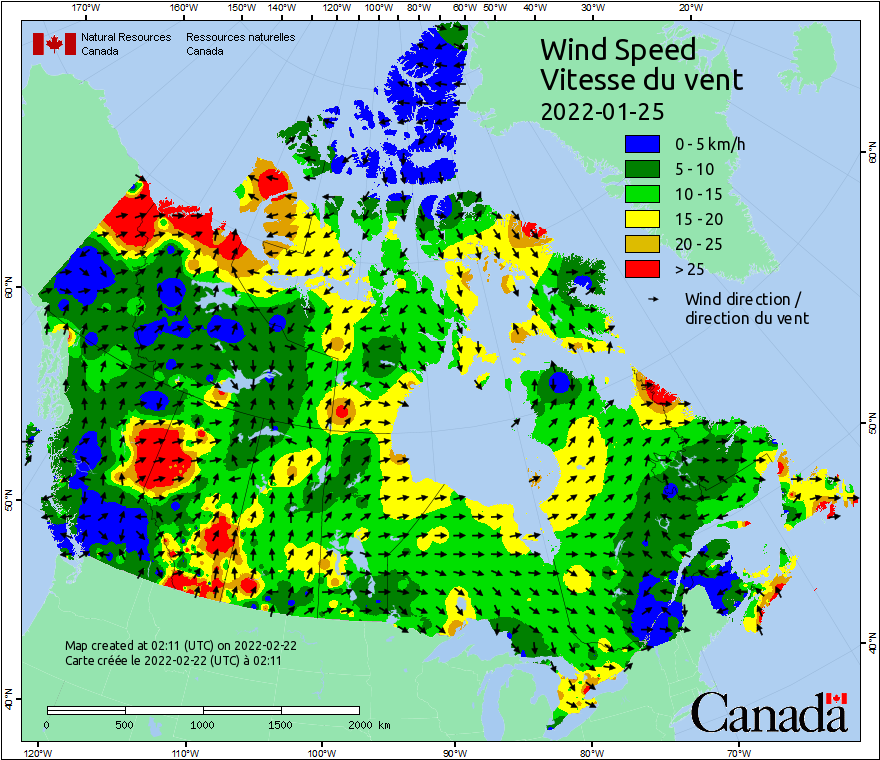 170°W 160°W 150°W 140°W 130°W 120°W 110°W 100°W 90°W 80°W 70°W 60°W 50°W 40°W 30°W 20°W
Natural Resources Canada
Ressources naturelles Canada
Wind Speed
Vitesse du vent
2022-01-25
0 - 5 km/h
5 - 10
10 - 15
15 - 20
20 - 25
> 25
Wind direction /
direction du vent
60°N
60°N
50°N
50°N
40°N
40°N
Map created at 02:11 (UTC) on 2022-02-22
Carte créée le 2022-02-22 (UTC) à 02:11
0 500 1000 1500 2000 km
Canada
120°W 110°W 100°W 90°W 80°W 70°W